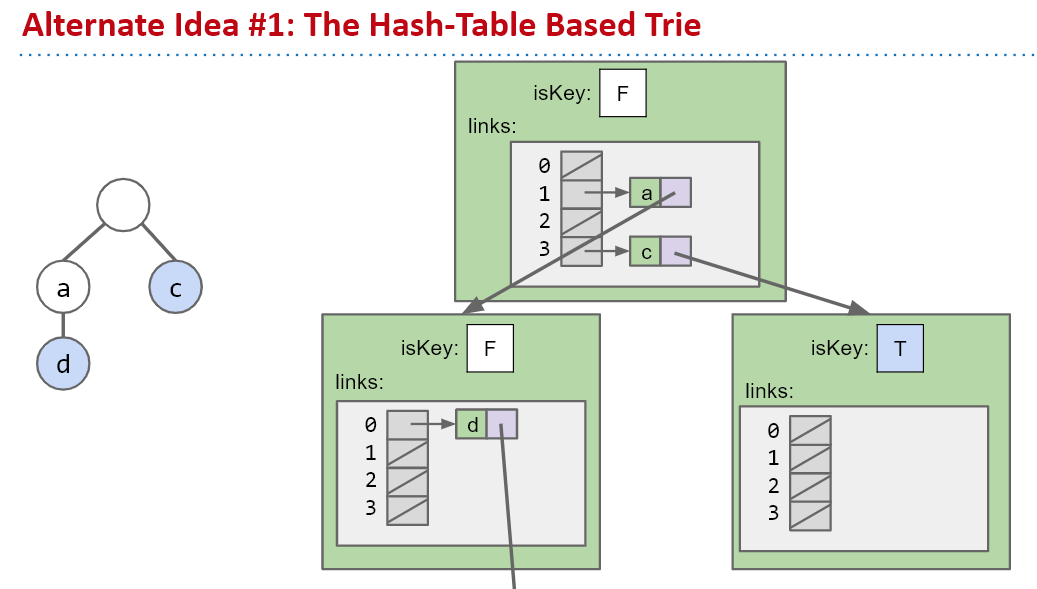 Alternate Idea #1: The Hash-Table Based Trie
isKey: F
links:
0
1 a
2
3 c
a
c
d
isKey: F
links:
0 d
1
2
3
isKey: T
links:
0
1
2
3